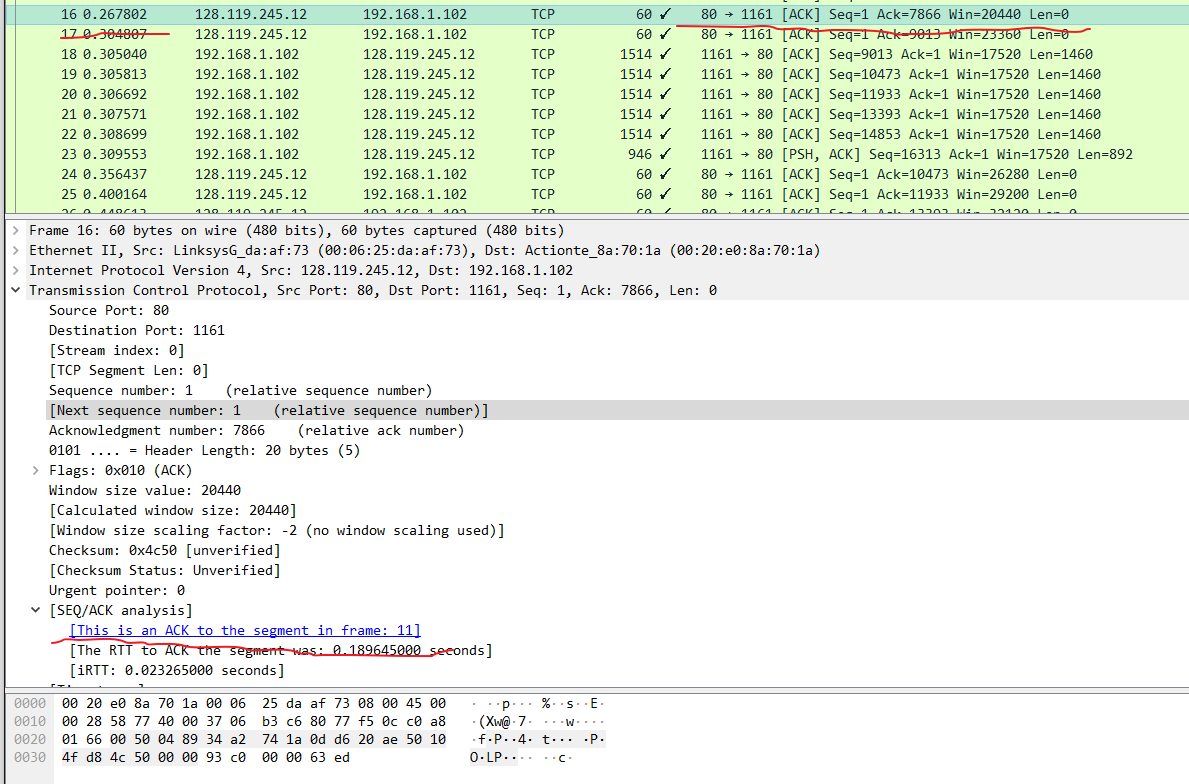 16 0.267802 128.119.245.12 192.168.1.102 TCP 60 ✓ 80 → 1161 [ACK] Seq=1 Ack=7866 Win=20440 Len=0
17 0.304807 128.119.245.12 192.168.1.102 TCP 60 ✓ 80 → 1161 [ACK] Seq=1 Ack=9013 Win=23360 Len=0
18 0.305040 192.168.1.102 128.119.245.12 TCP 1514 ✓ 1161 → 80 [ACK] Seq=9013 Ack=1 Win=17520 Len=1460
19 0.305813 192.168.1.102 128.119.245.12 TCP 1514 ✓ 1161 → 80 [ACK] Seq=10473 Ack=1 Win=17520 Len=1460
20 0.306692 192.168.1.102 128.119.245.12 TCP 1514 ✓ 1161 → 80 [ACK] Seq=11933 Ack=1 Win=17520 Len=1460
21 0.307571 192.168.1.102 128.119.245.12 TCP 1514 ✓ 1161 → 80 [ACK] Seq=13393 Ack=1 Win=17520 Len=1460
22 0.308699 192.168.1.102 128.119.245.12 TCP 1514 ✓ 1161 → 80 [ACK] Seq=14853 Ack=1 Win=17520 Len=1460
23 0.309553 192.168.1.102 128.119.245.12 TCP 946 ✓ 1161 → 80 [PSH, ACK] Seq=16313 Ack=1 Win=17520 Len=892
24 0.356437 128.119.245.12 192.168.1.102 TCP 60 ✓ 80 → 1161 [ACK] Seq=1 Ack=10473 Win=26280 Len=0
25 0.400164 128.119.245.12 192.168.1.102 TCP 60 ✓ 80 → 1161 [ACK] Seq=1 Ack=11933 Win=29200 Len=0
Frame 16: 60 bytes on wire (480 bits), 60 bytes captured (480 bits)
Ethernet II, Src: LinksysG_da:af:73 (00:06:25:da:af:73), Dst: Actionte_8a:70:1a (00:20:e0:8a:70:1a)
Internet Protocol Version 4, Src: 128.119.245.12, Dst: 192.168.1.102
Transmission Control Protocol, Src Port: 80, Dst Port: 1161, Seq: 1, Ack: 7866, Len: 0
Source Port: 80
Destination Port: 1161
[Stream index: 0]
[TCP Segment Len: 0]
Sequence number: 1 (relative sequence number)
[Next sequence number: 1 (relative sequence number)]
Acknowledgment number: 7866 (relative ack number)
0101 .... = Header Length: 20 bytes (5)
Flags: 0x010 (ACK)
Window size value: 20440
[Calculated window size: 20440]
[Window size scaling factor: -2 (no window scaling used)]
Checksum: 0x4c50 [unverified]
[Checksum Status: Unverified]
Urgent pointer: 0
[SEQ/ACK analysis]
[This is an ACK to the segment in frame: 11]
[The RTT to ACK the segment was: 0.189645000 seconds]
[iRTT: 0.023265000 seconds]
0000 00 20 e0 8a 70 1a 00 06 25 da af 73 08 00 45 00 · ··p··· %··s··E·
0010 00 28 58 77 40 00 37 06 b3 c6 80 77 f5 0c c0 a8 ·(Xw@·7· ···w····
0020 01 66 00 50 04 89 34 a2 74 1a 0d d6 20 ae 50 10 ·f·P··4· t··· ·P·
0030 4f d8 4c 50 00 00 93 c0 00 00 63 ed O·LP···· ··c·